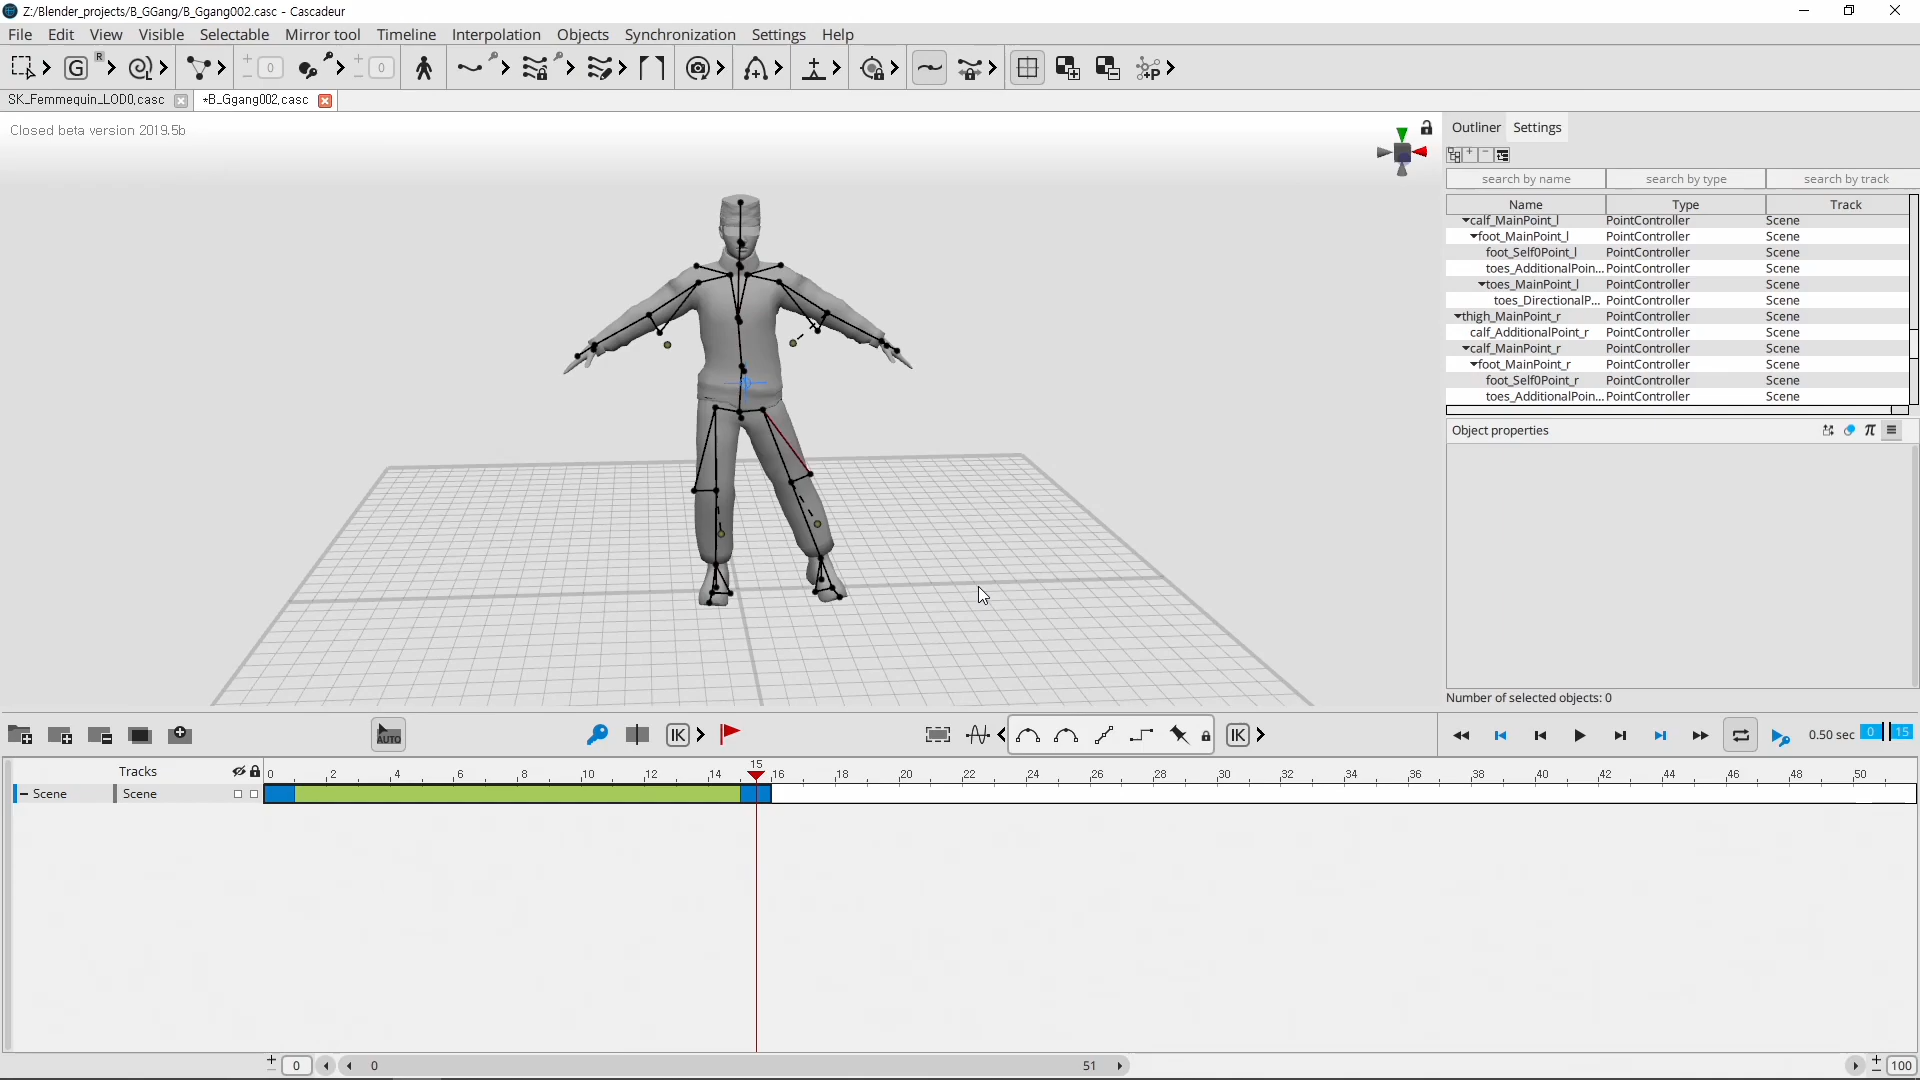 Z:/Blender_projects/B_GGang/B_Ggang002.casc - Cascadeur
File Edit View Visible Selectable Mirror tool Timeline Interpolation Objects Synchronization Settings Help
G R 0 0 +P
SK_Femmequin_LOD0.casc *B_Ggang002.casc
Closed beta version 2019.5b
Outliner Settings
search by name search by type search by track
Name Type Track
calf_MainPoint_l PointController Scene
foot_MainPoint_l PointController Scene
foot_Self0Point_l PointController Scene
toes_AdditionalPoin... PointController Scene
toes_MainPoint_l PointController Scene
toes_DirectionalP... PointController Scene
thigh_MainPoint_r PointController Scene
calf_AdditionalPoint_r PointController Scene
calf_MainPoint_r PointController Scene
foot_MainPoint_r PointController Scene
foot_Self0Point_r PointController Scene
toes_AdditionalPoin... PointController Scene
Object properties
Number of selected objects: 0
AUTO IK IK 0.50 sec 0 15
Tracks 0 2 4 6 8 10 12 14 15 16 18 20 22 24 26 28 30 32 34 36 38 40 42 44 46 48 50
Scene Scene
0 0 51 100